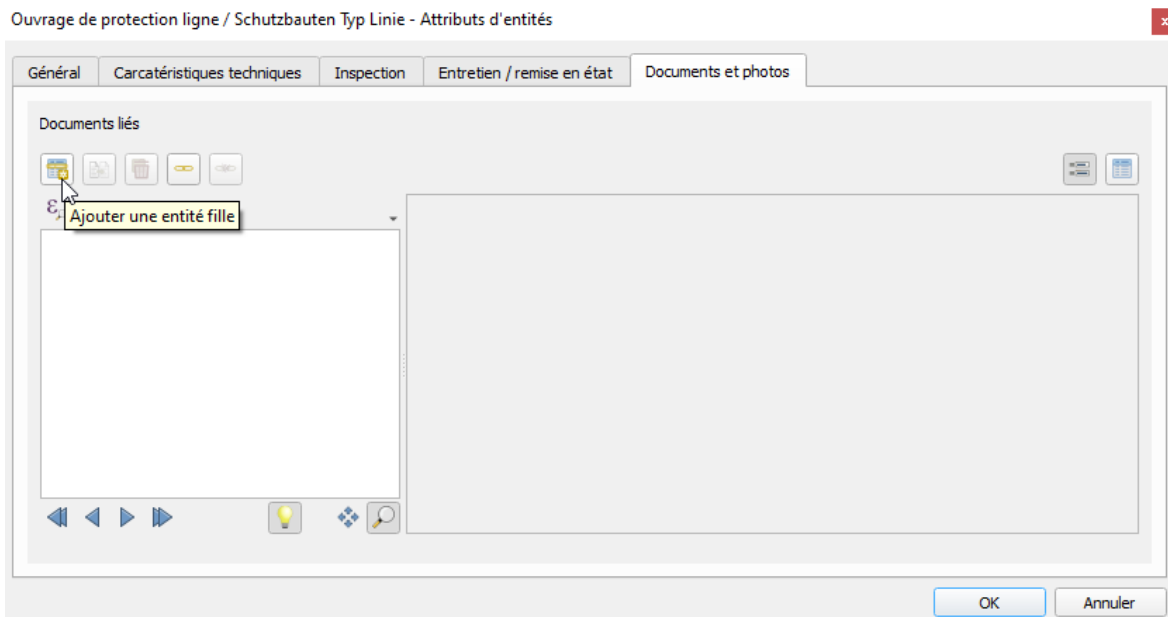 Ouvrage de protection ligne / Schutzbauten Typ Linie - Attributs d'entités
x
Général Carcatéristiques techniques Inspection Entretien / remise en état Documents et photos
Documents liés
ε
Ajouter une entité fille
OK Annuler